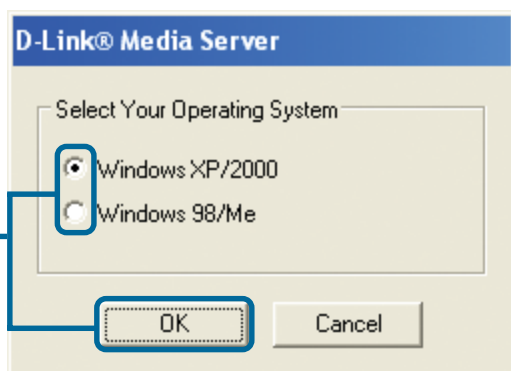 D-Link® Media Server
Select Your Operating System
Windows XP/2000
Windows 98/Me
OK
Cancel